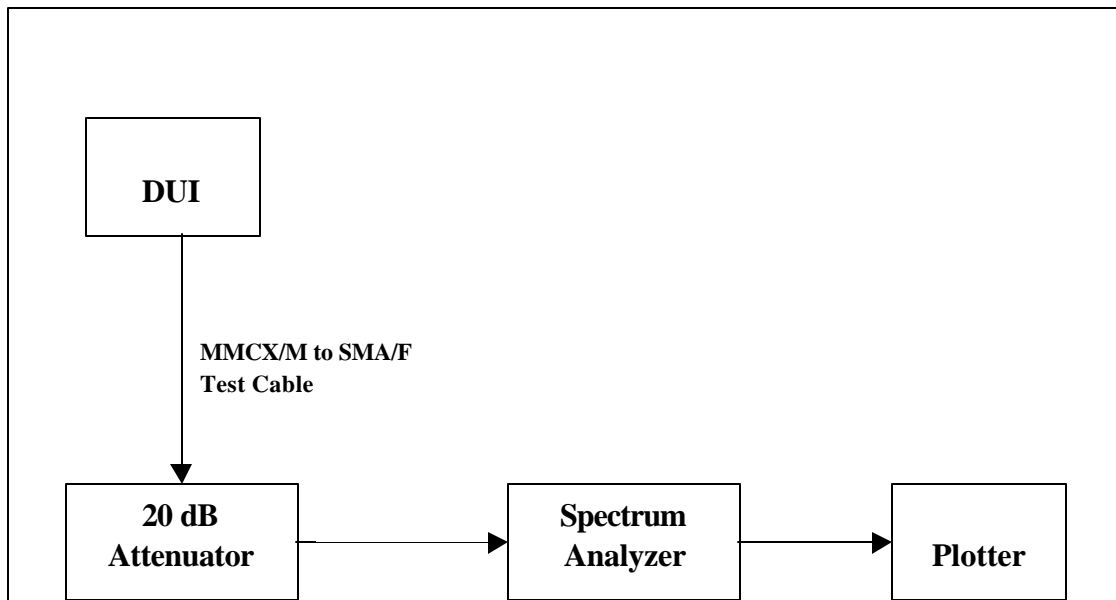 DUI
MMCX/M to SMA/F
Test Cable
20 dB
Attenuator
Spectrum
Analyzer
Plotter